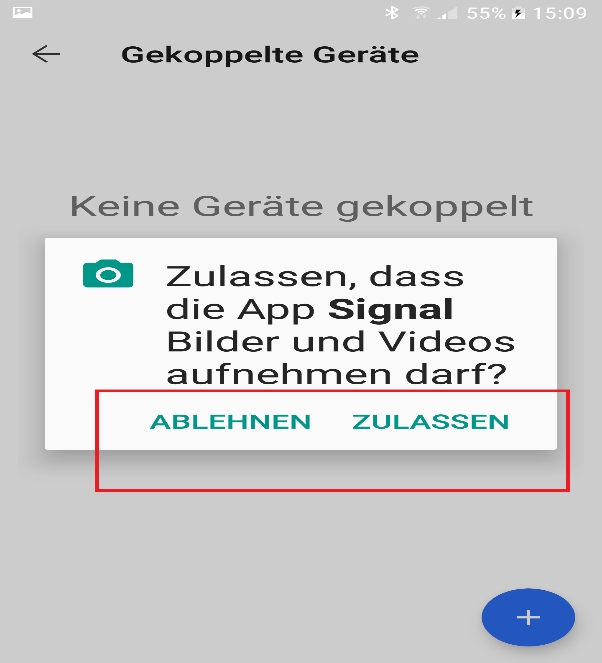 55% 15:09
Gekoppelte Geräte
Keine Geräte gekoppelt
Zulassen, dass
die App Signal
Bilder und Videos
aufnehmen darf?
ABLEHNEN ZULASSEN